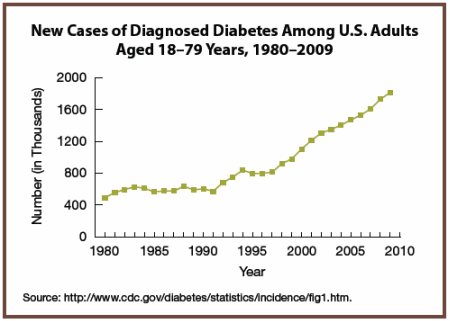 New Cases of Diagnosed Diabetes Among U.S. Adults
Aged 18–79 Years, 1980–2009
Number (in Thousands)
2000
1600
1200
800
400
0
1980 1985 1990 1995 2000 2005 2010
Year
Source: http://www.cdc.gov/diabetes/statistics/incidence/fig1.htm.